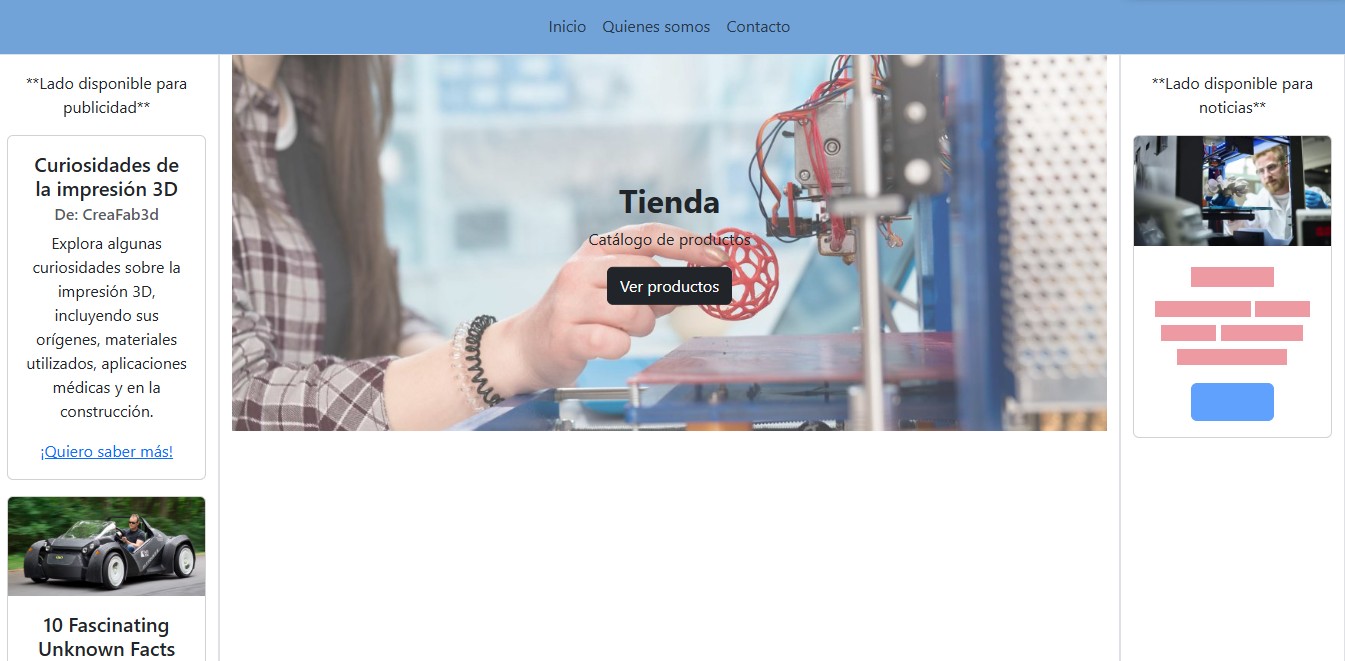 Inicio Quienes somos Contacto
**Lado disponible para
publicidad**
Curiosidades de
la impresión 3D
De: CreaFab3d
Explora algunas
curiosidades sobre la
impresión 3D,
incluyendo sus
orígenes, materiales
utilizados, aplicaciones
médicas y en la
construcción.
¡Quiero saber más!
10 Fascinating
Unknown Facts
Tienda
Catálogo de productos
Ver productos
**Lado disponible para
noticias**